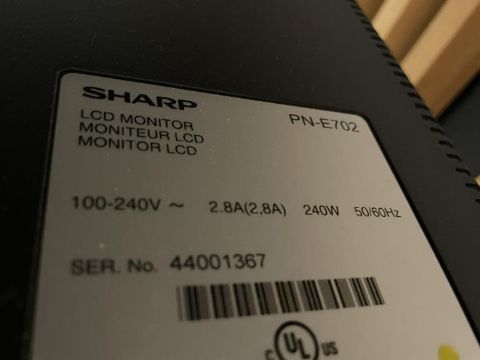 SHARP
LCD MONITOR PN-E702
MONITEUR LCD
MONITOR LCD
100-240V ~ 2.8A(2,8A) 240W 50/60Hz
SER. No. 44001367
C UL US